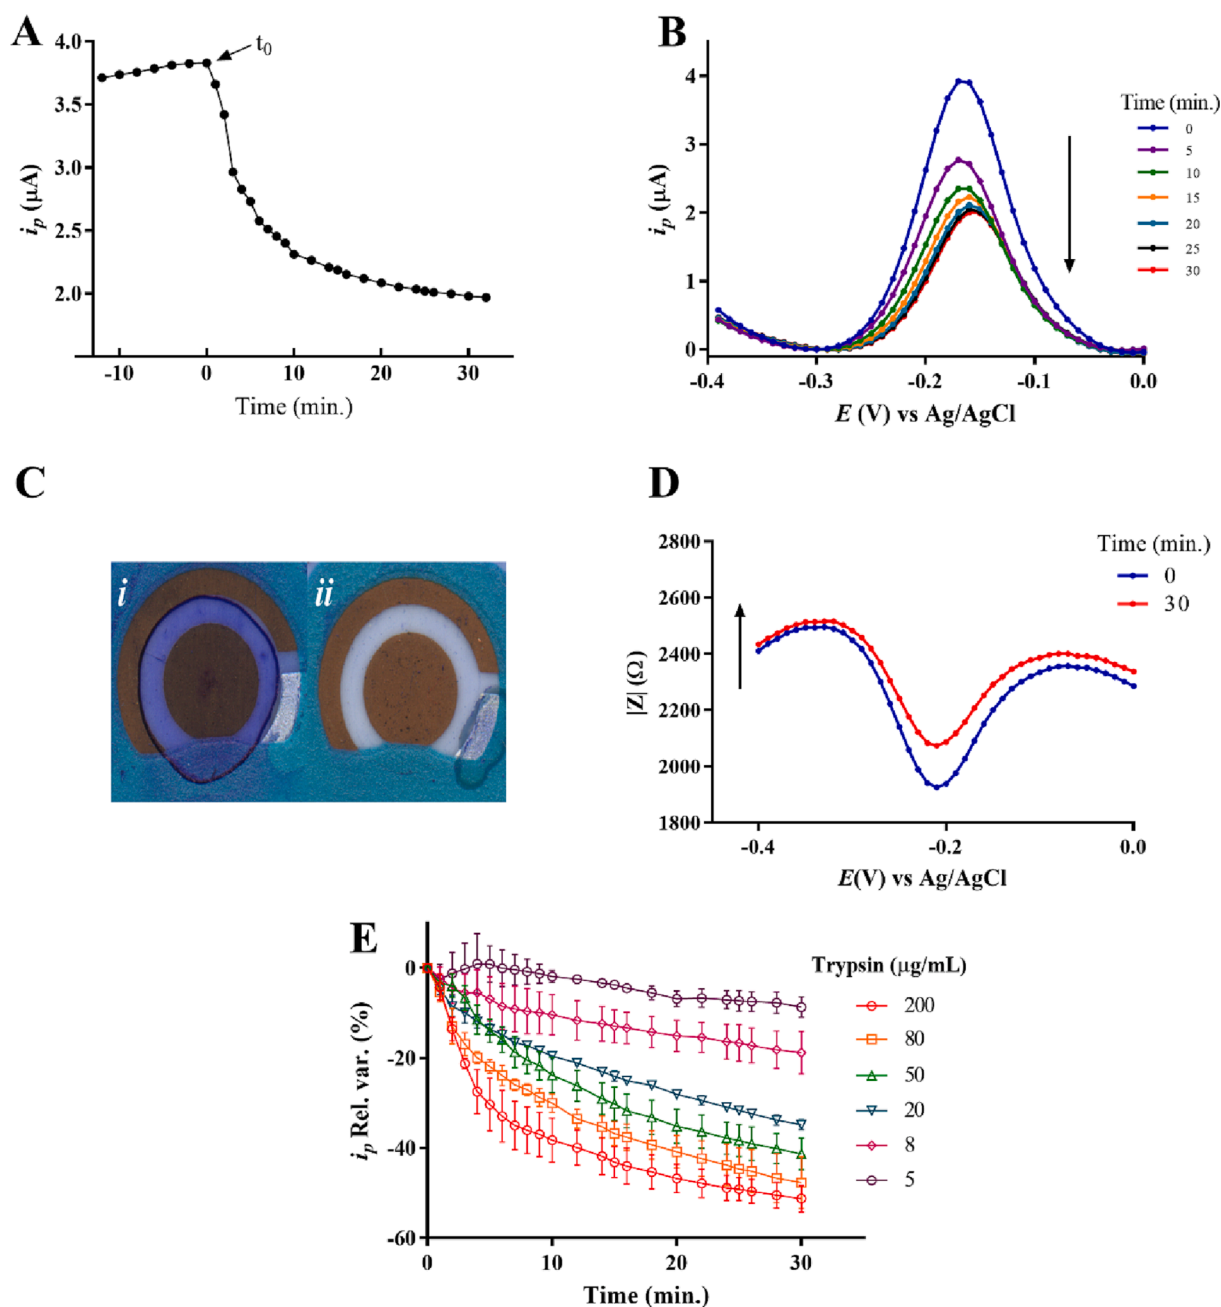 A
4.0
3.5
3.0
2.5
2.0
i_p (μA)
t₀
-10
0
10
20
30
Time (min.)
B
4
3
2
1
0
i_p (μA)
Time (min.)
0
5
10
15
20
25
30
-0.4
-0.3
-0.2
-0.1
0.0
E (V) vs Ag/AgCl
C
i
ii
D
2800
2600
2400
2200
2000
1800
|Z| (Ω)
Time (min.)
0
30
-0.4
-0.2
0.0
E(V) vs Ag/AgCl
E
0
-20
-40
-60
i_p Rel. var. (%)
Trypsin (μg/mL)
200
80
50
20
8
5
0
10
20
30
Time (min.)